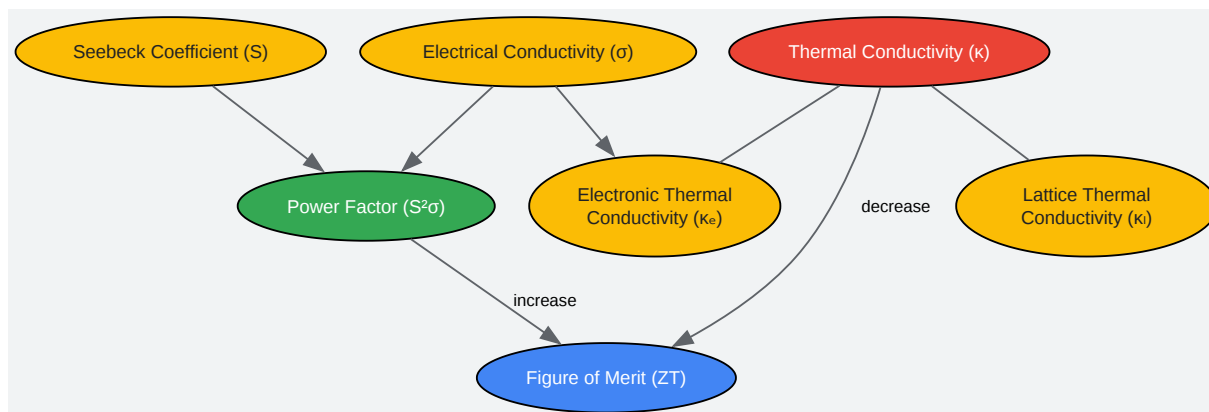 Seebeck Coefficient (S)
Electrical Conductivity (σ)
Thermal Conductivity (κ)
Power Factor (S²σ)
Electronic Thermal
Conductivity (κₑ)
decrease
Lattice Thermal
Conductivity (κₗ)
increase
Figure of Merit (ZT)